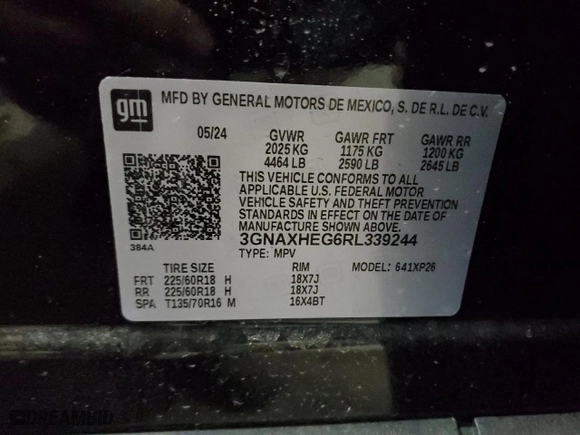 gm
MFD BY GENERAL MOTORS DE MEXICO, S. DE R.L. DE C.V.
05/24 GVWR GAWR FRT GAWR RR
2025 KG 1175 KG 1200 KG
4464 LB 2590 LB 2645 LB
THIS VEHICLE CONFORMS TO ALL
APPLICABLE U.S. FEDERAL MOTOR
VEHICLE SAFETY AND THEFT PREVENTION
STANDARDS IN EFFECT ON THE DATE OF
MANUFACTURE SHOWN ABOVE.
384A
3GNAXHEG6RL339244
TYPE: MPV
TIRE SIZE RIM MODEL: 641XP26
FRT 225/60R18 H 18X7J
RR 225/60R18 H 18X7J
SPA T135/70R16 M 16X4BT
DREAMVID